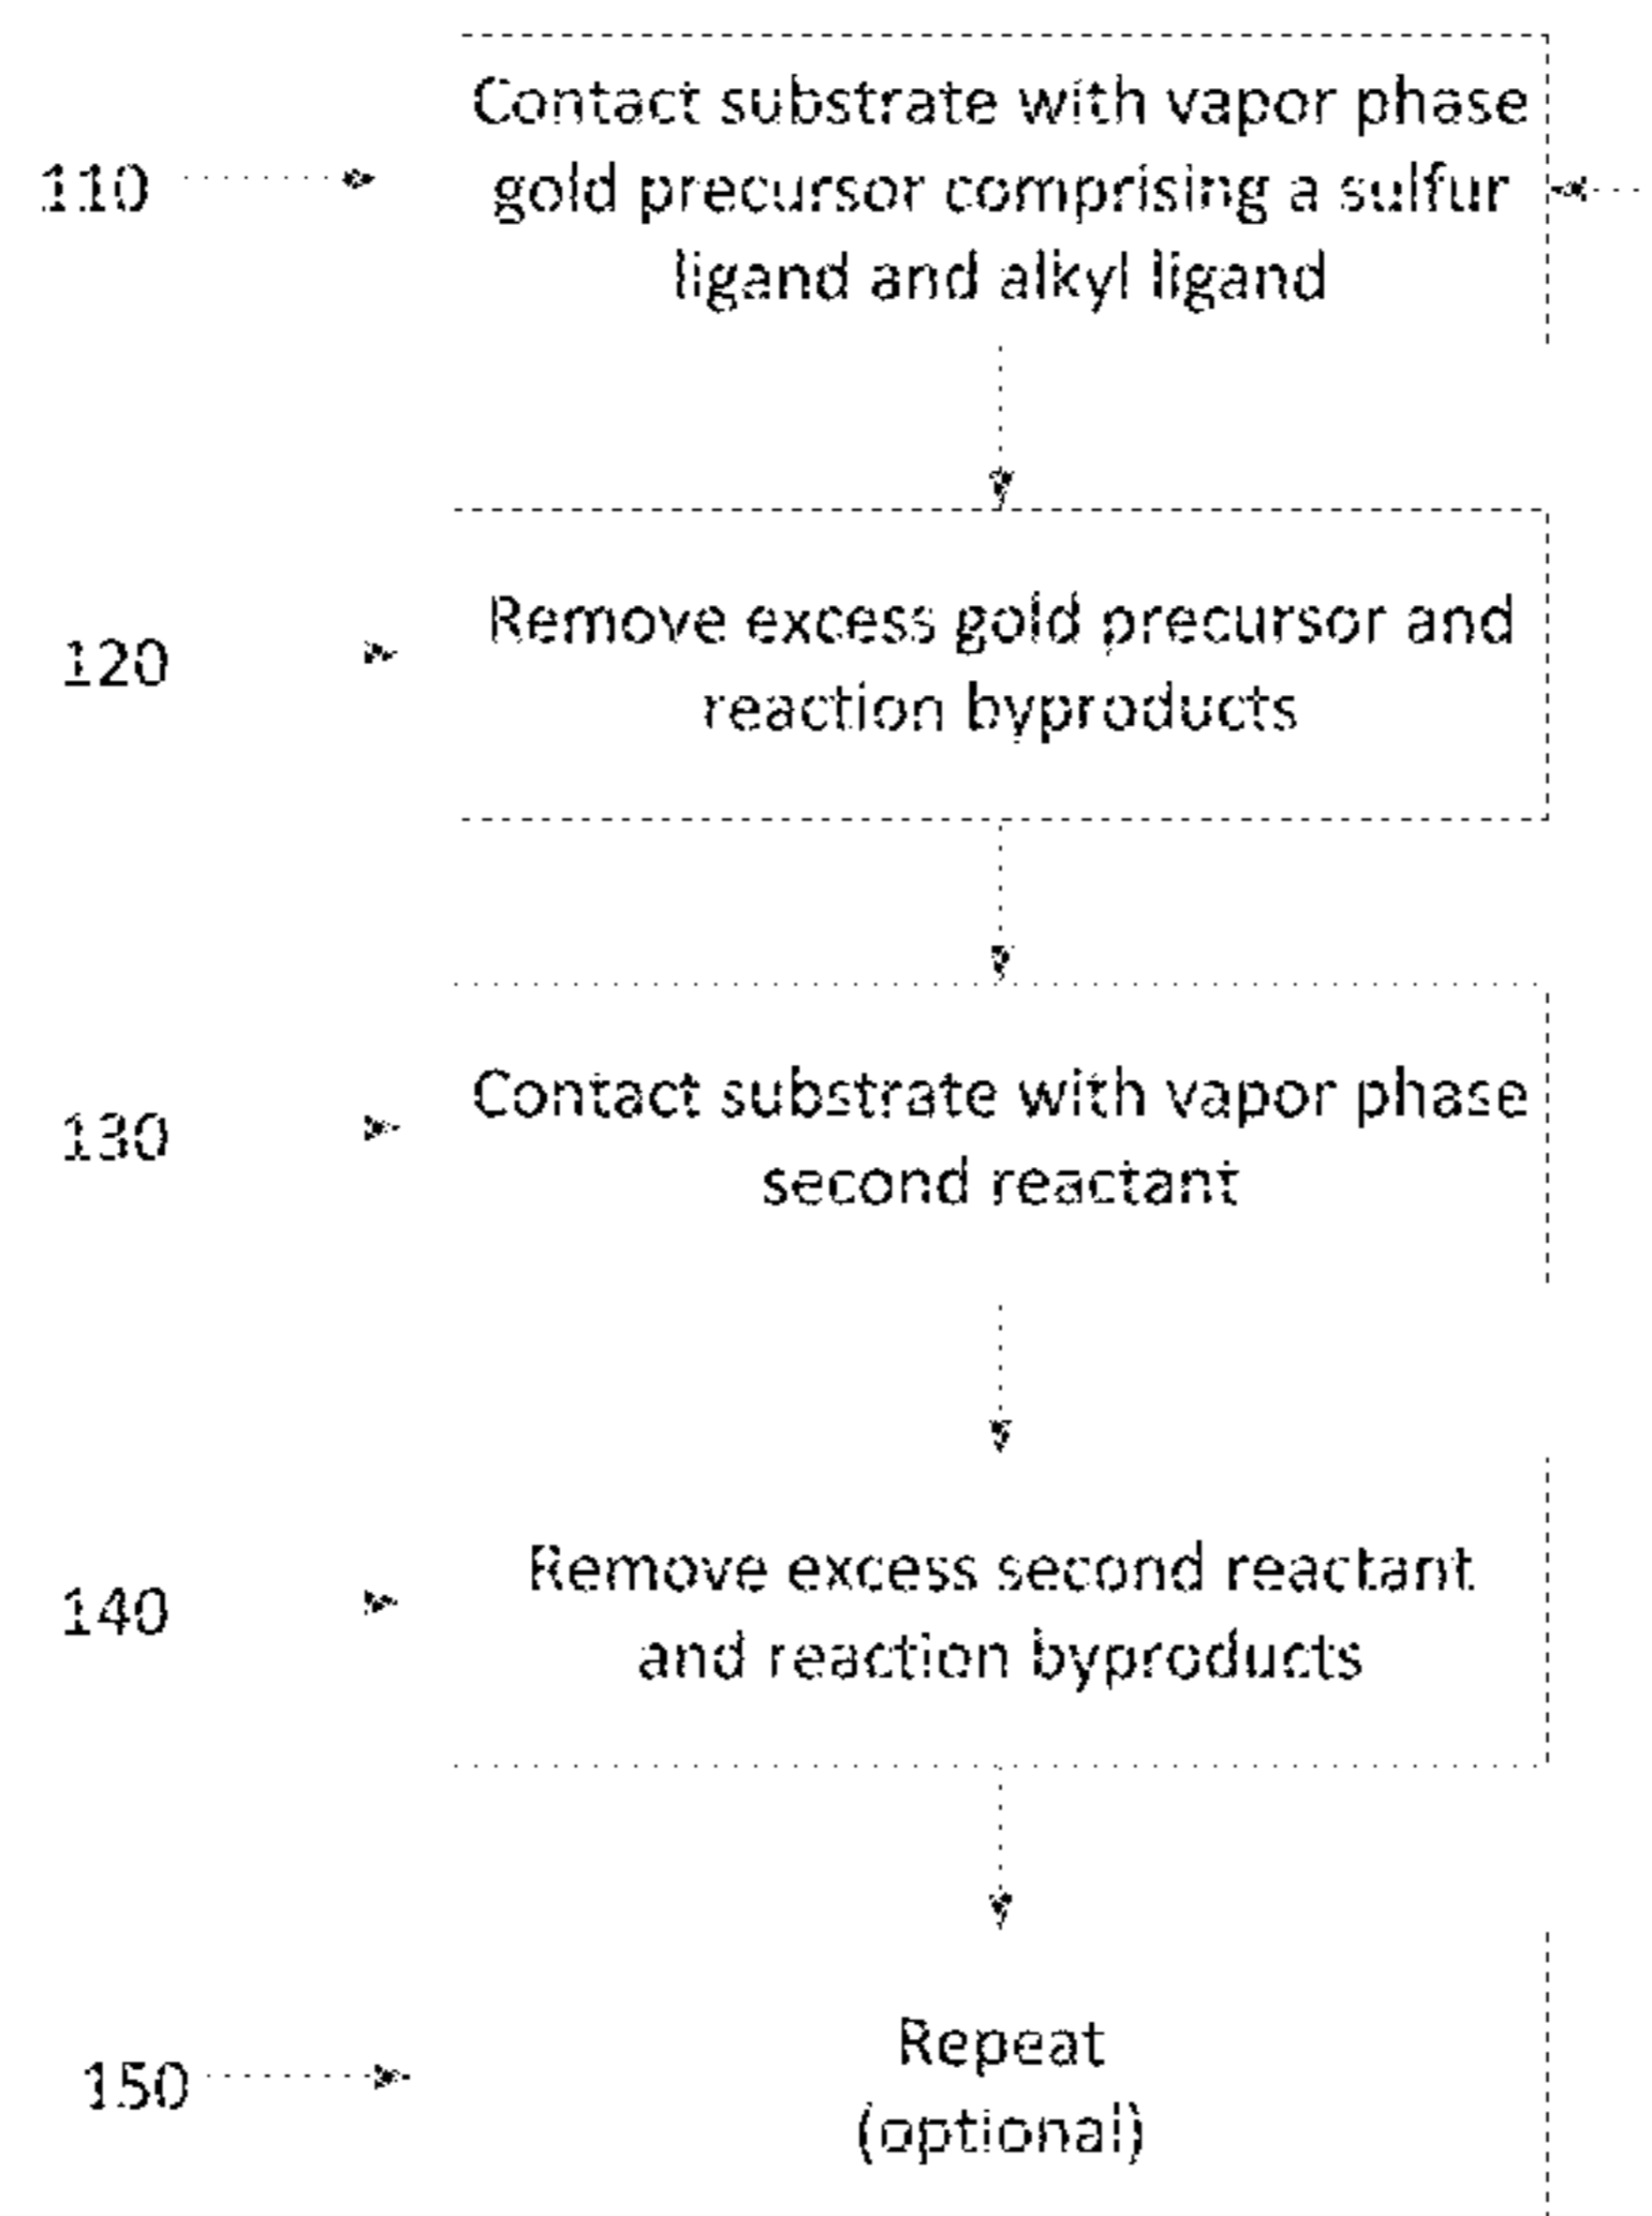 110
Contact substrate with vapor phase
gold precursor comprising a sulfur
ligand and alkyl ligand
120
Remove excess gold precursor and
reaction byproducts
130
Contact substrate with vapor phase
second reactant
140
Remove excess second reactant
and reaction byproducts
150
Repeat
(optional)